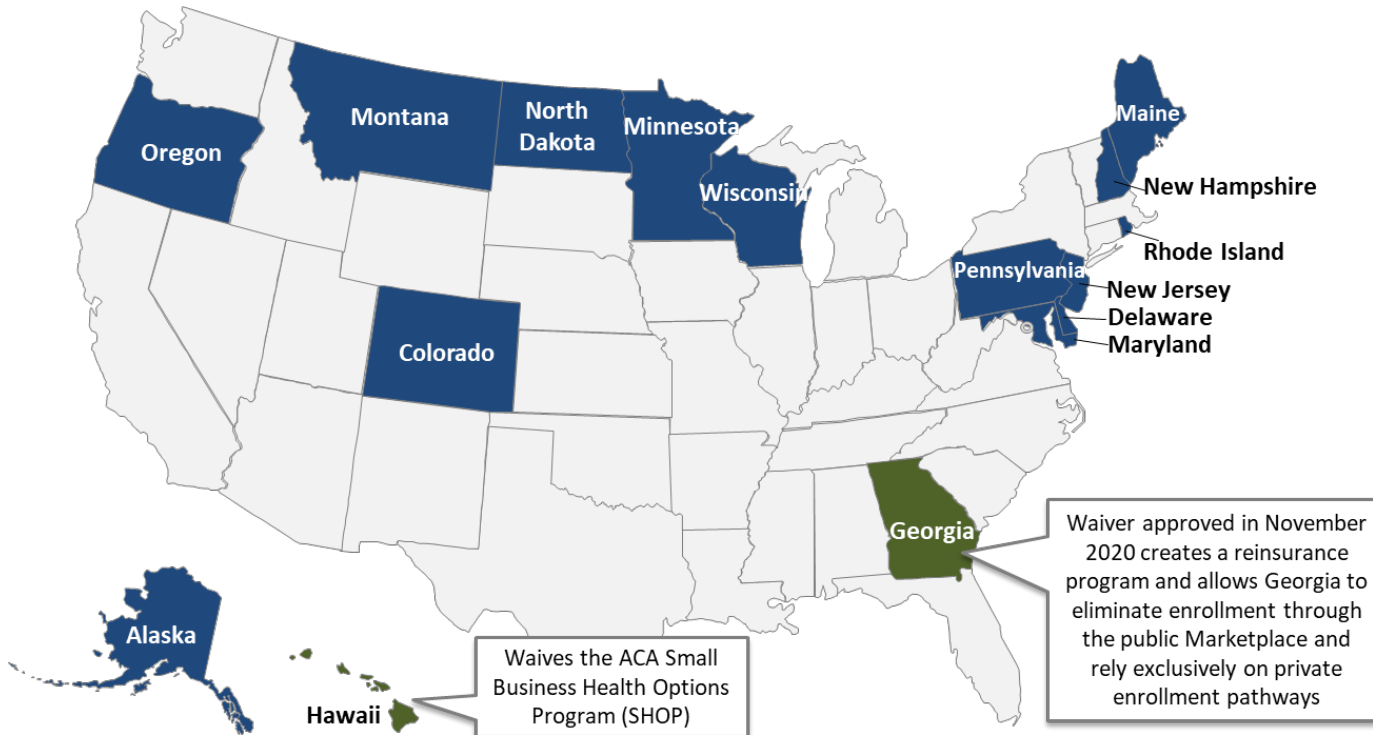 Montana
North
Dakota
Minnesota
Maine
Oregon
Wisconsin
New Hampshire
Rhode Island
Pennsylvania
New Jersey
Delaware
Maryland
Colorado
Georgia
Waiver approved in November
2020 creates a reinsurance
program and allows Georgia to
eliminate enrollment through
the public Marketplace and
rely exclusively on private
enrollment pathways
Alaska
Hawaii
Waives the ACA Small
Business Health Options
Program (SHOP)